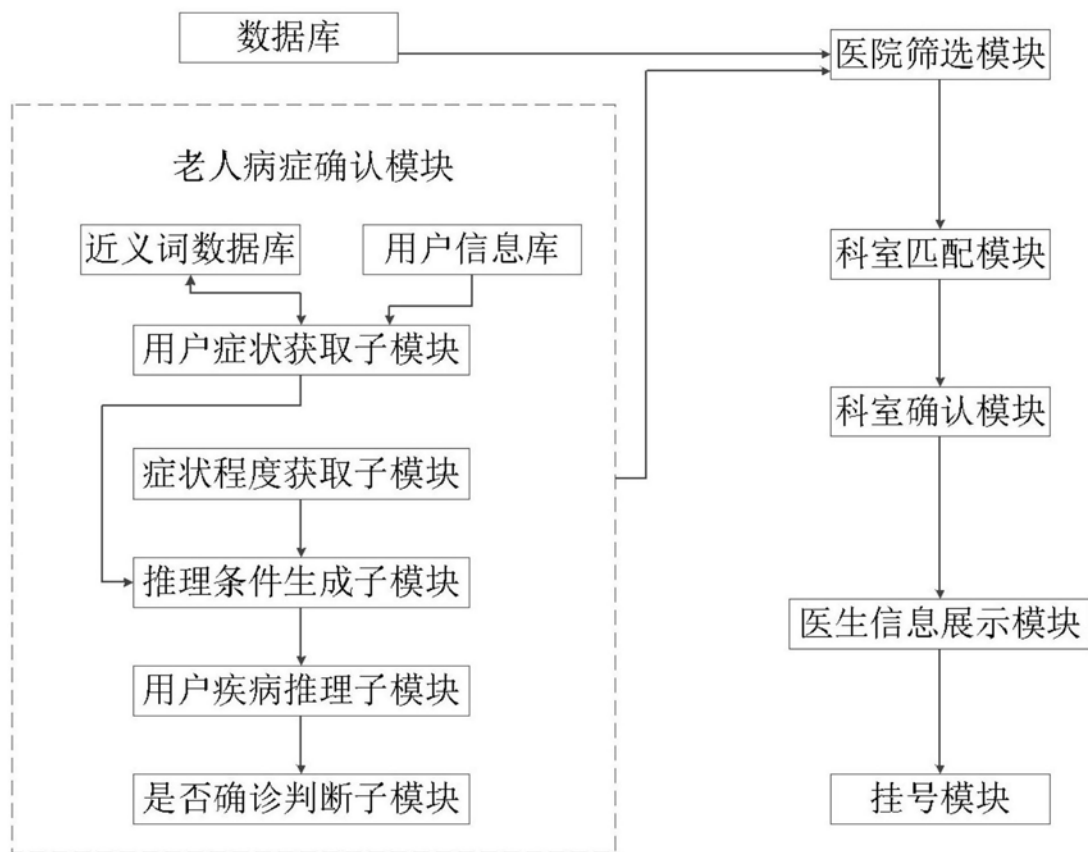 数据库
医院筛选模块
老人病症确认模块
近义词数据库
用户信息库
科室匹配模块
用户症状获取子模块
科室确认模块
症状程度获取子模块
推理条件生成子模块
医生信息展示模块
用户疾病推理子模块
是否确诊判断子模块
挂号模块